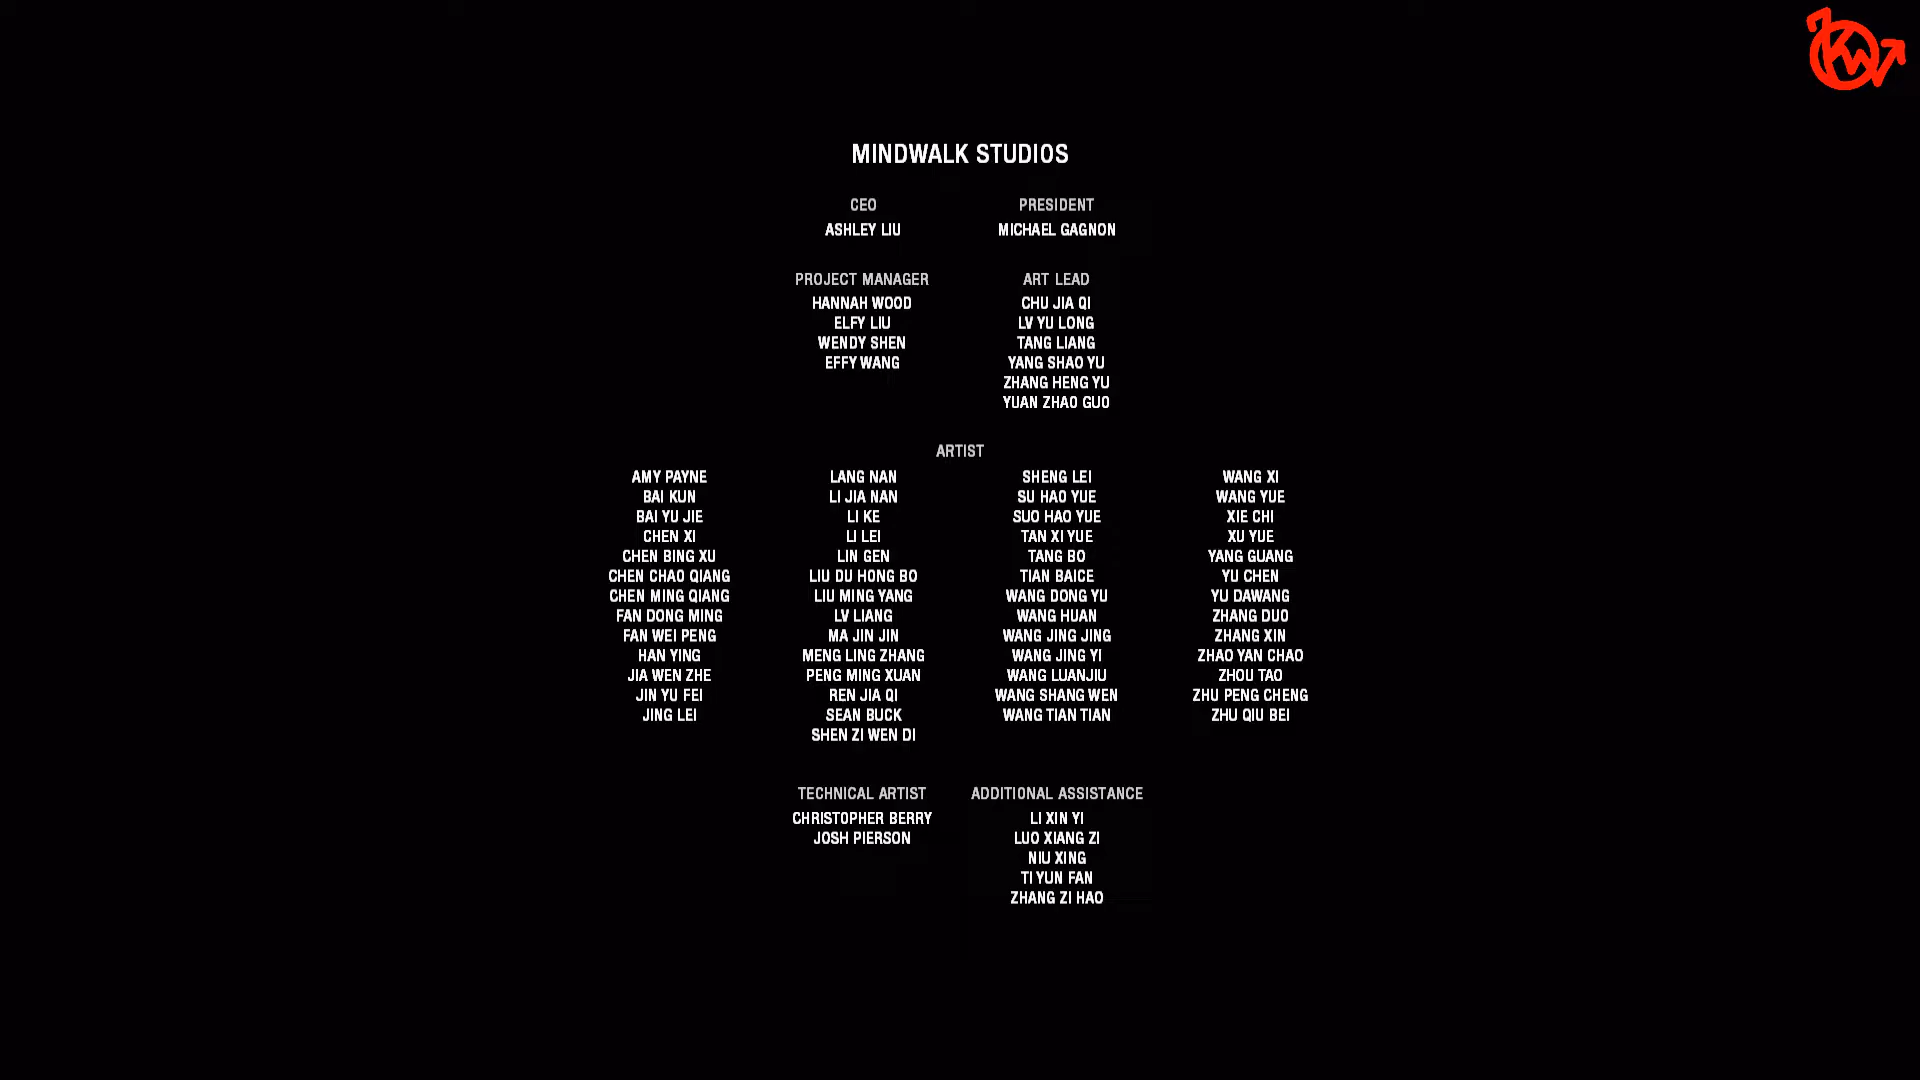 KW
MINDWALK STUDIOS
CEO
ASHLEY LIU
PRESIDENT
MICHAEL GAGNON
PROJECT MANAGER
HANNAH WOOD
ELFY LIU
WENDY SHEN
EFFY WANG
ART LEAD
CHU JIA QI
LV YU LONG
TANG LIANG
YANG SHAO YU
ZHANG HENG YU
YUAN ZHAO GUO
ARTIST
AMY PAYNE
BAI KUN
BAI YU JIE
CHEN XI
CHEN BING XU
CHEN CHAO QIANG
CHEN MING QIANG
FAN DONG MING
FAN WEI PENG
HAN YING
JIA WEN ZHE
JIN YU FEI
JING LEI
LANG NAN
LI JIA NAN
LI KE
LI LEI
LIN GEN
LIU DU HONG BO
LIU MING YANG
LV LIANG
MA JIN JIN
MENG LING ZHANG
PENG MING XUAN
REN JIA QI
SEAN BUCK
SHEN ZI WEN DI
SHENG LEI
SU HAO YUE
SUO HAO YUE
TAN XI YUE
TANG BO
TIAN BAICE
WANG DONG YU
WANG HUAN
WANG JING JING
WANG JING YI
WANG LUANJIU
WANG SHANG WEN
WANG TIAN TIAN
WANG XI
WANG YUE
XIE CHI
XU YUE
YANG GUANG
YU CHEN
YU DAWANG
ZHANG DUO
ZHANG XIN
ZHAO YAN CHAO
ZHOU TAO
ZHU PENG CHENG
ZHU QIU BEI
TECHNICAL ARTIST
CHRISTOPHER BERRY
JOSH PIERSON
ADDITIONAL ASSISTANCE
LI XIN YI
LUO XIANG ZI
NIU XING
TI YUN FAN
ZHANG ZI HAO